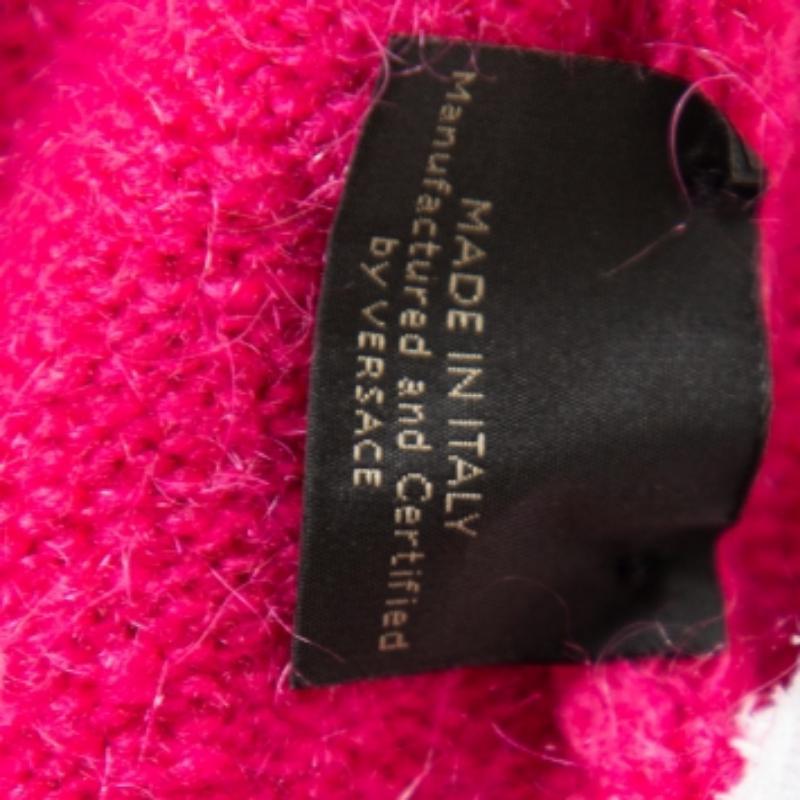 MADE IN ITALY
Manufactured and Certified
by VERSACE